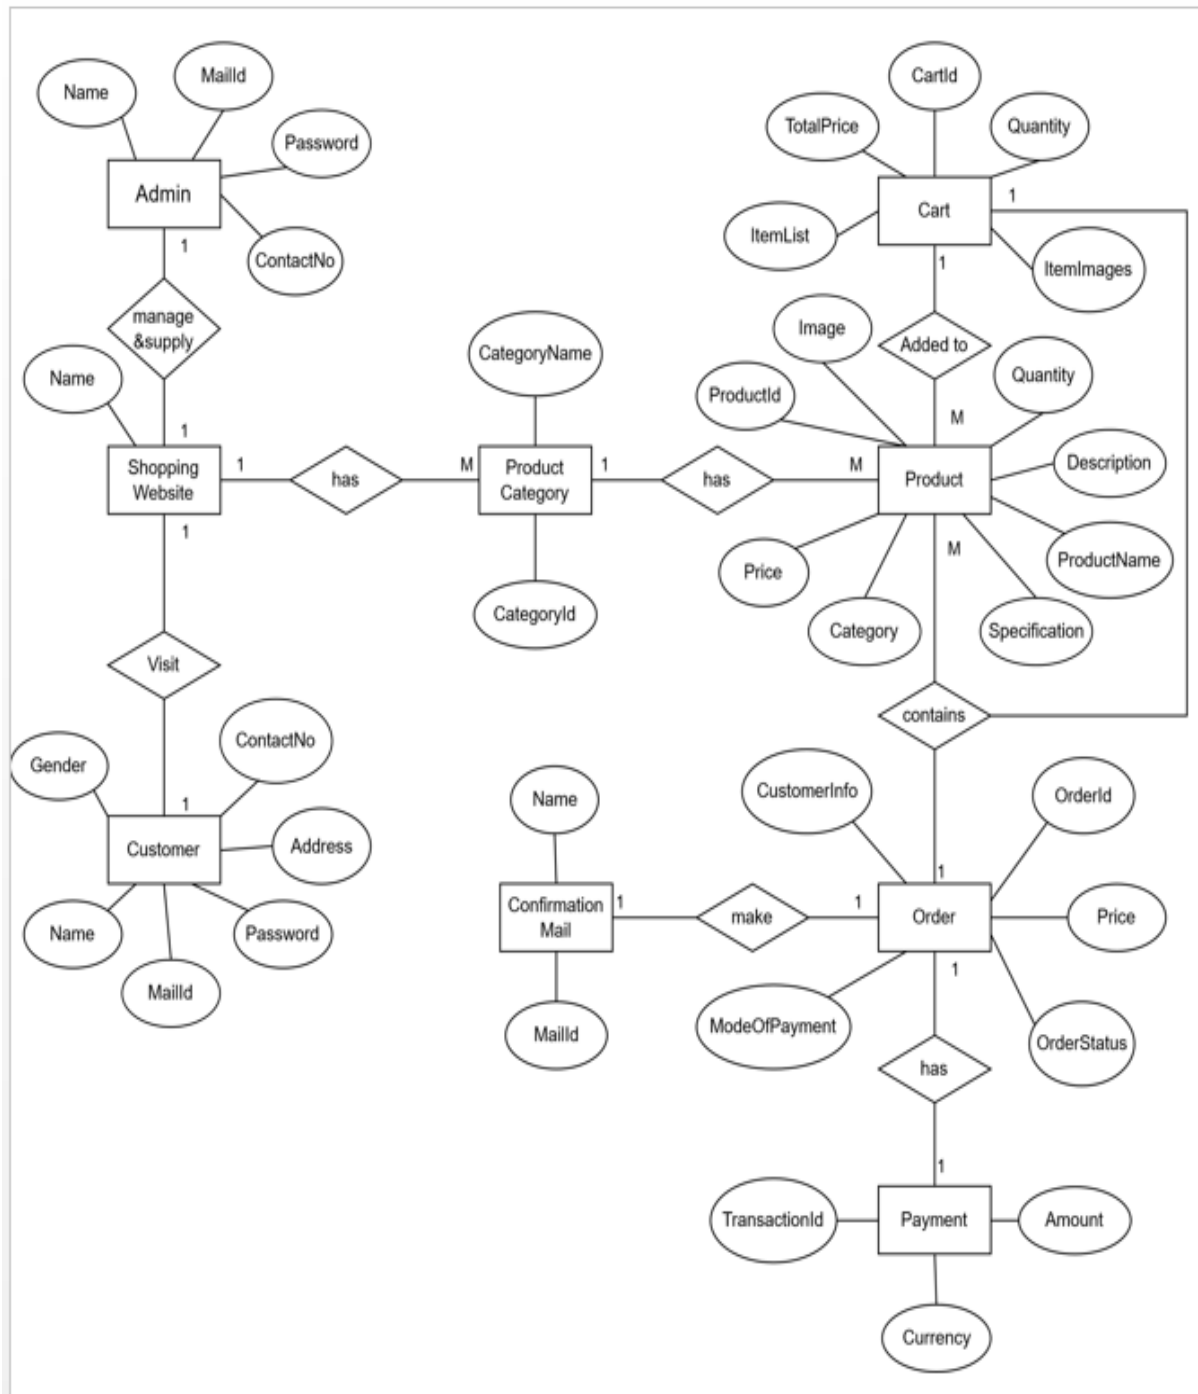 CartId
MailId
Name
TotalPrice
Quantity
Password
Admin
Cart
1
ItemList
1
ContactNo
1
ItemImages
manage
&supply
Image
Added to
CategoryName
Name
Quantity
ProductId
M
1
Shopping
Website
1
has
M
Product
Category
1
has
M
Product
Description
1
M
ProductName
Price
CategoryId
Category
Specification
Visit
contains
ContactNo
Gender
CustomerInfo
OrderId
Name
1
Customer
Address
1
Confirmation
Mail
1
make
1
Order
Price
Name
Password
1
MailId
ModeOfPayment
MailId
OrderStatus
has
1
TransactionId
Payment
Amount
Currency